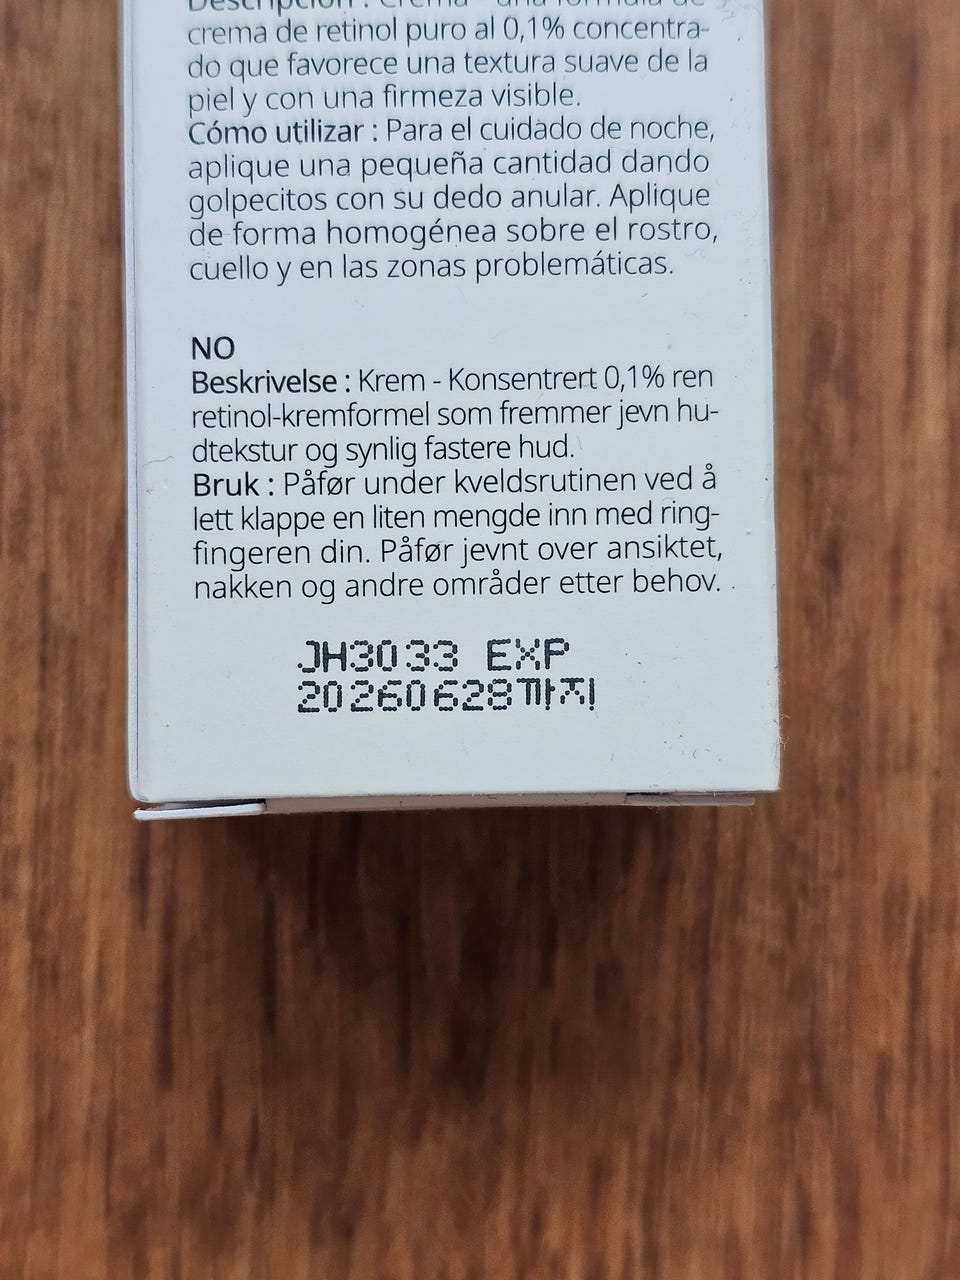 Descripción : Crema - una fórmula de
crema de retinol puro al 0,1% concentra-
do que favorece una textura suave de la
piel y con una firmeza visible.
Cómo utilizar : Para el cuidado de noche,
aplique una pequeña cantidad dando
golpecitos con su dedo anular. Aplique
de forma homogénea sobre el rostro,
cuello y en las zonas problemáticas.
NO
Beskrivelse : Krem - Konsentrert 0,1% ren
retinol-kremformel som fremmer jevn hu-
dtekstur og synlig fastere hud.
Bruk : Påfør under kveldsrutinen ved å
lett klappe en liten mengde inn med ring-
fingeren din. Påfør jevnt over ansiktet,
nakken og andre områder etter behov.
JH3033 EXP
20260628까지